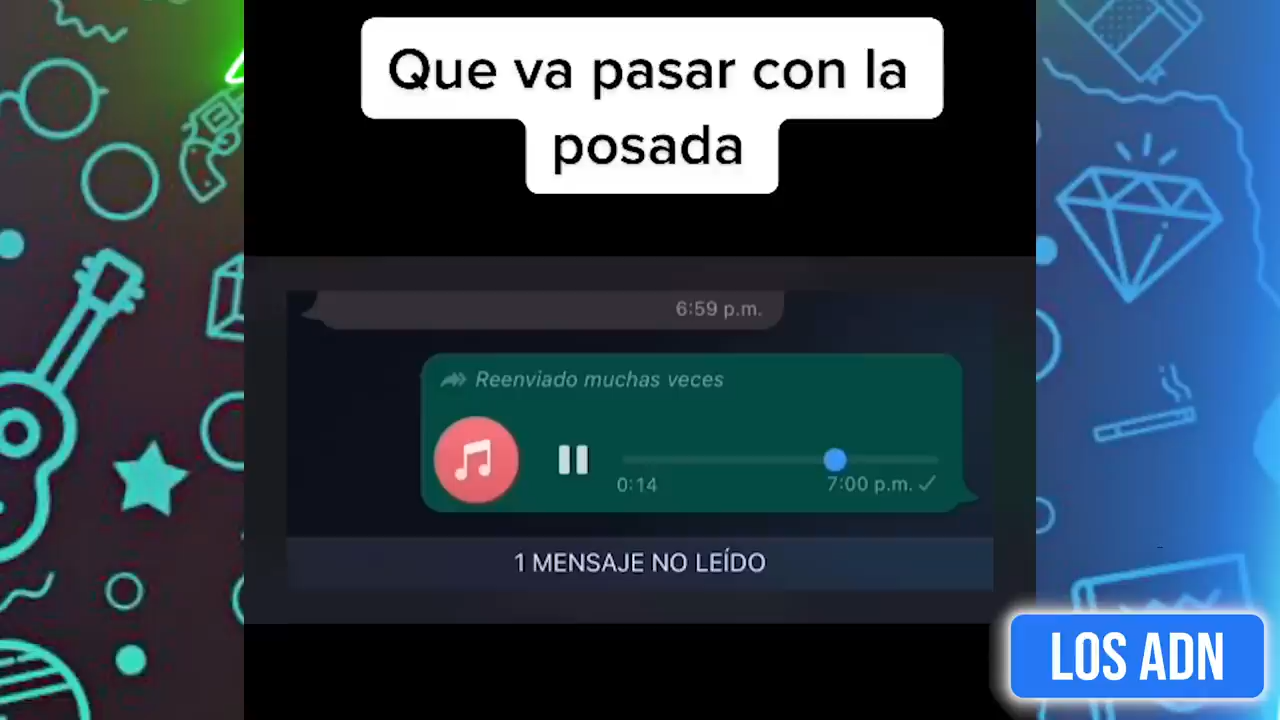 Que va pasar con la
posada
6:59 p.m.
Reenviado muchas veces
0:14
7:00 p.m.
1 MENSAJE NO LEÍDO
LOS ADN